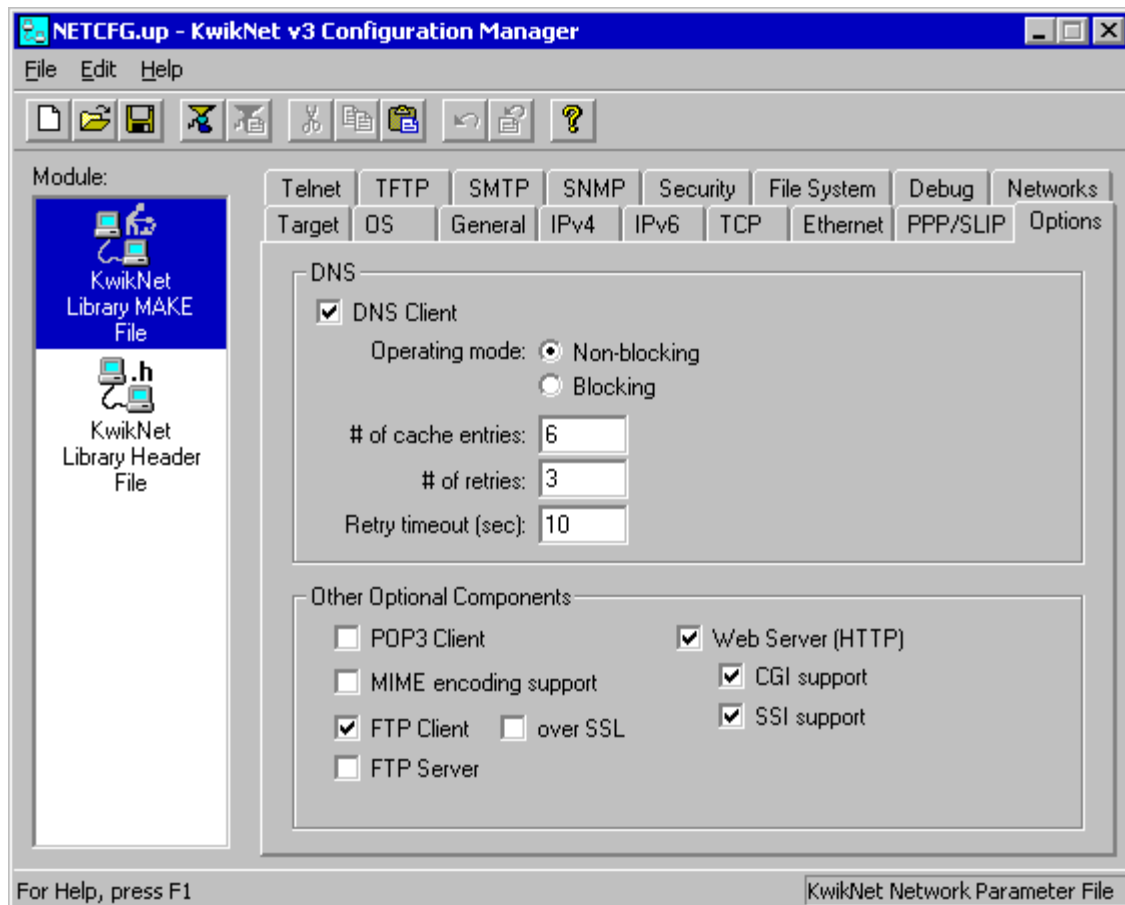 NETCFG.up - KwikNet v3 Configuration Manager
File Edit Help
Module:
KwikNet
Library MAKE
File
.h
KwikNet
Library Header
File
Telnet TFTP SMTP SNMP Security File System Debug Networks
Target OS General IPv4 IPv6 TCP Ethernet PPP/SLIP Options
DNS
DNS Client
Operating mode: Non-blocking
Blocking
# of cache entries: 6
# of retries: 3
Retry timeout (sec): 10
Other Optional Components
POP3 Client
MIME encoding support
FTP Client over SSL
FTP Server
Web Server (HTTP)
CGI support
SSI support
For Help, press F1
KwikNet Network Parameter File